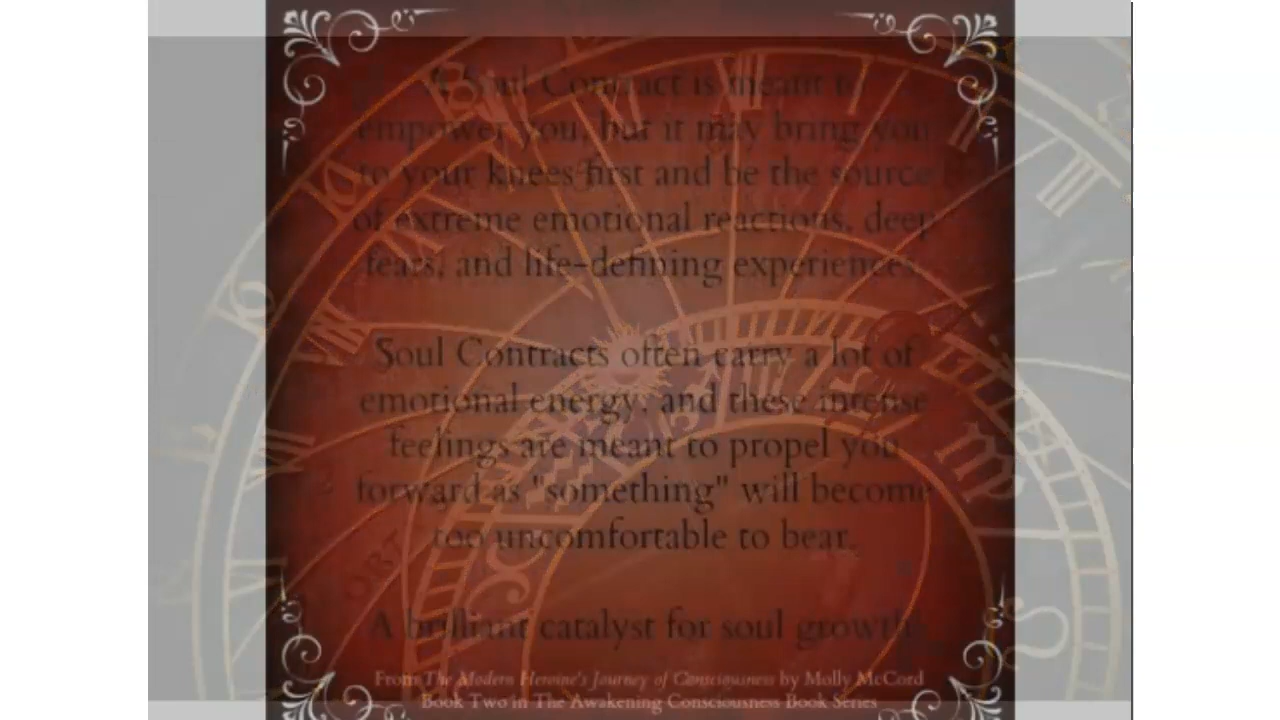 A Soul Contract is meant to
empower you, but it may bring you
to your knees first and be the source
of extreme emotional reactions, deep
fears, and life-defining experiences.
Soul Contracts often carry a lot of
emotional energy, and these intense
feelings are meant to propel you
forward as "something" will become
too uncomfortable to bear.
A brilliant catalyst for soul growth.
From The Modern Heroine's Journey of Consciousness by Molly McCord
Book Two in The Awakening Consciousness Book Series